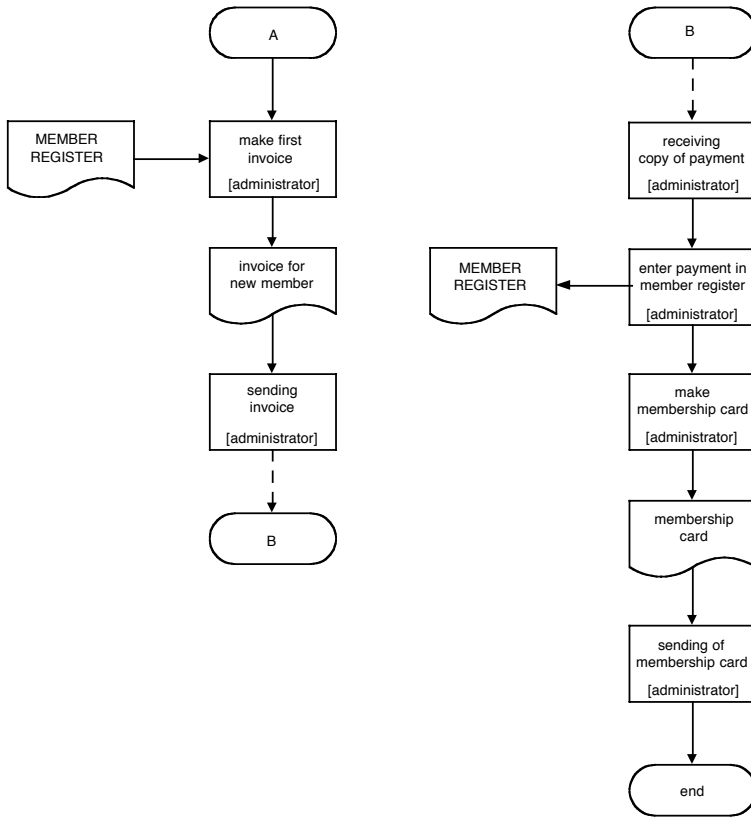 A
MEMBER
REGISTER
make first
invoice
[administrator]
invoice for
new member
sending
invoice
[administrator]
B
B
receiving
copy of payment
[administrator]
MEMBER
REGISTER
enter payment in
member register
[administrator]
make
membership card
[administrator]
membership
card
sending of
membership card
[administrator]
end